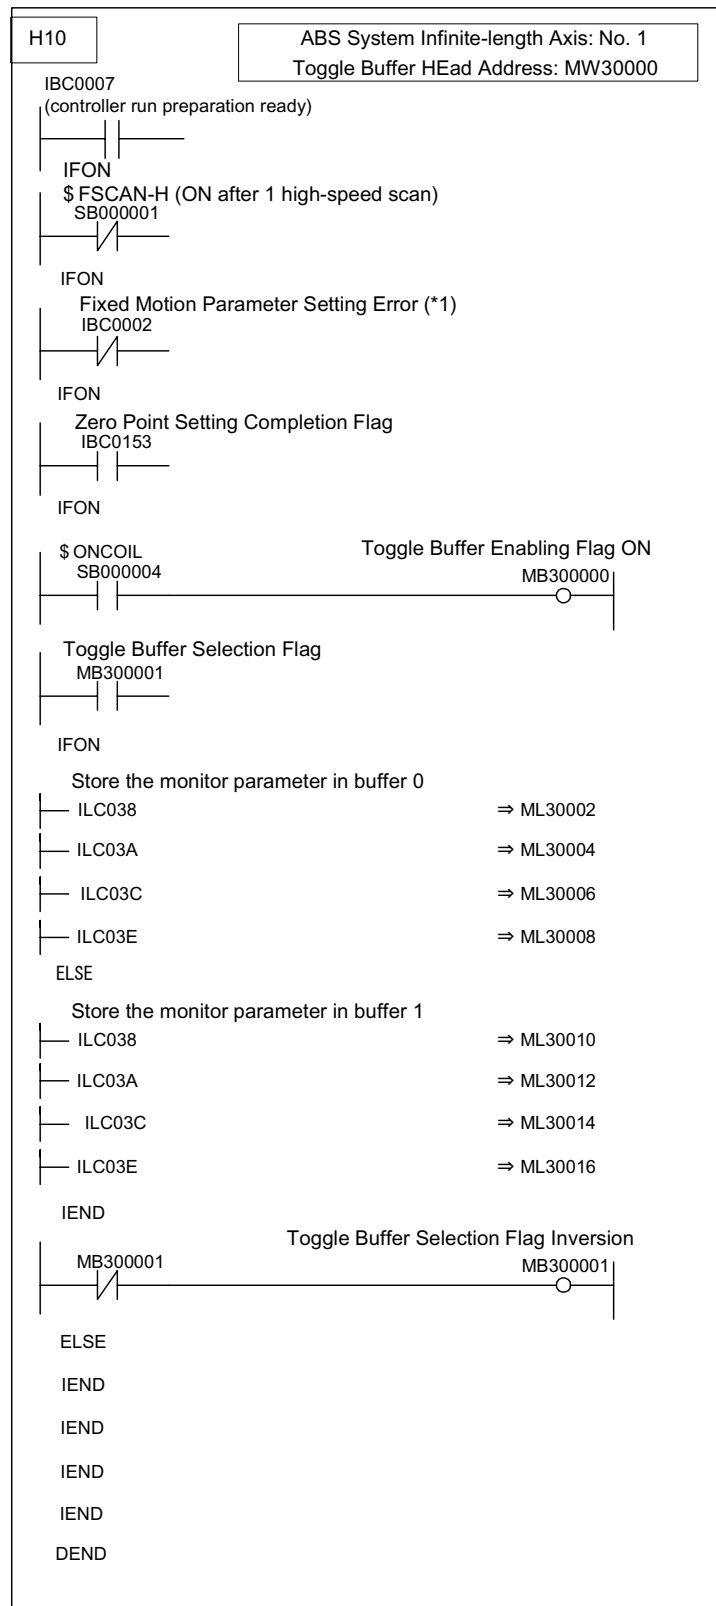 H10
ABS System Infinite-length Axis: No. 1
Toggle Buffer HEad Address: MW30000
IBC0007
(controller run preparation ready)
IFON
$ FSCAN-H (ON after 1 high-speed scan)
SB000001
IFON
Fixed Motion Parameter Setting Error (*1)
IBC0002
IFON
Zero Point Setting Completion Flag
IBC0153
IFON
$ ONCOIL Toggle Buffer Enabling Flag ON
SB000004 MB300000
Toggle Buffer Selection Flag
MB300001
IFON
Store the monitor parameter in buffer 0
ILC038 ⇒ ML30002
ILC03A ⇒ ML30004
ILC03C ⇒ ML30006
ILC03E ⇒ ML30008
ELSE
Store the monitor parameter in buffer 1
ILC038 ⇒ ML30010
ILC03A ⇒ ML30012
ILC03C ⇒ ML30014
ILC03E ⇒ ML30016
IEND
Toggle Buffer Selection Flag Inversion
MB300001 MB300001
ELSE
IEND
IEND
IEND
IEND
DEND